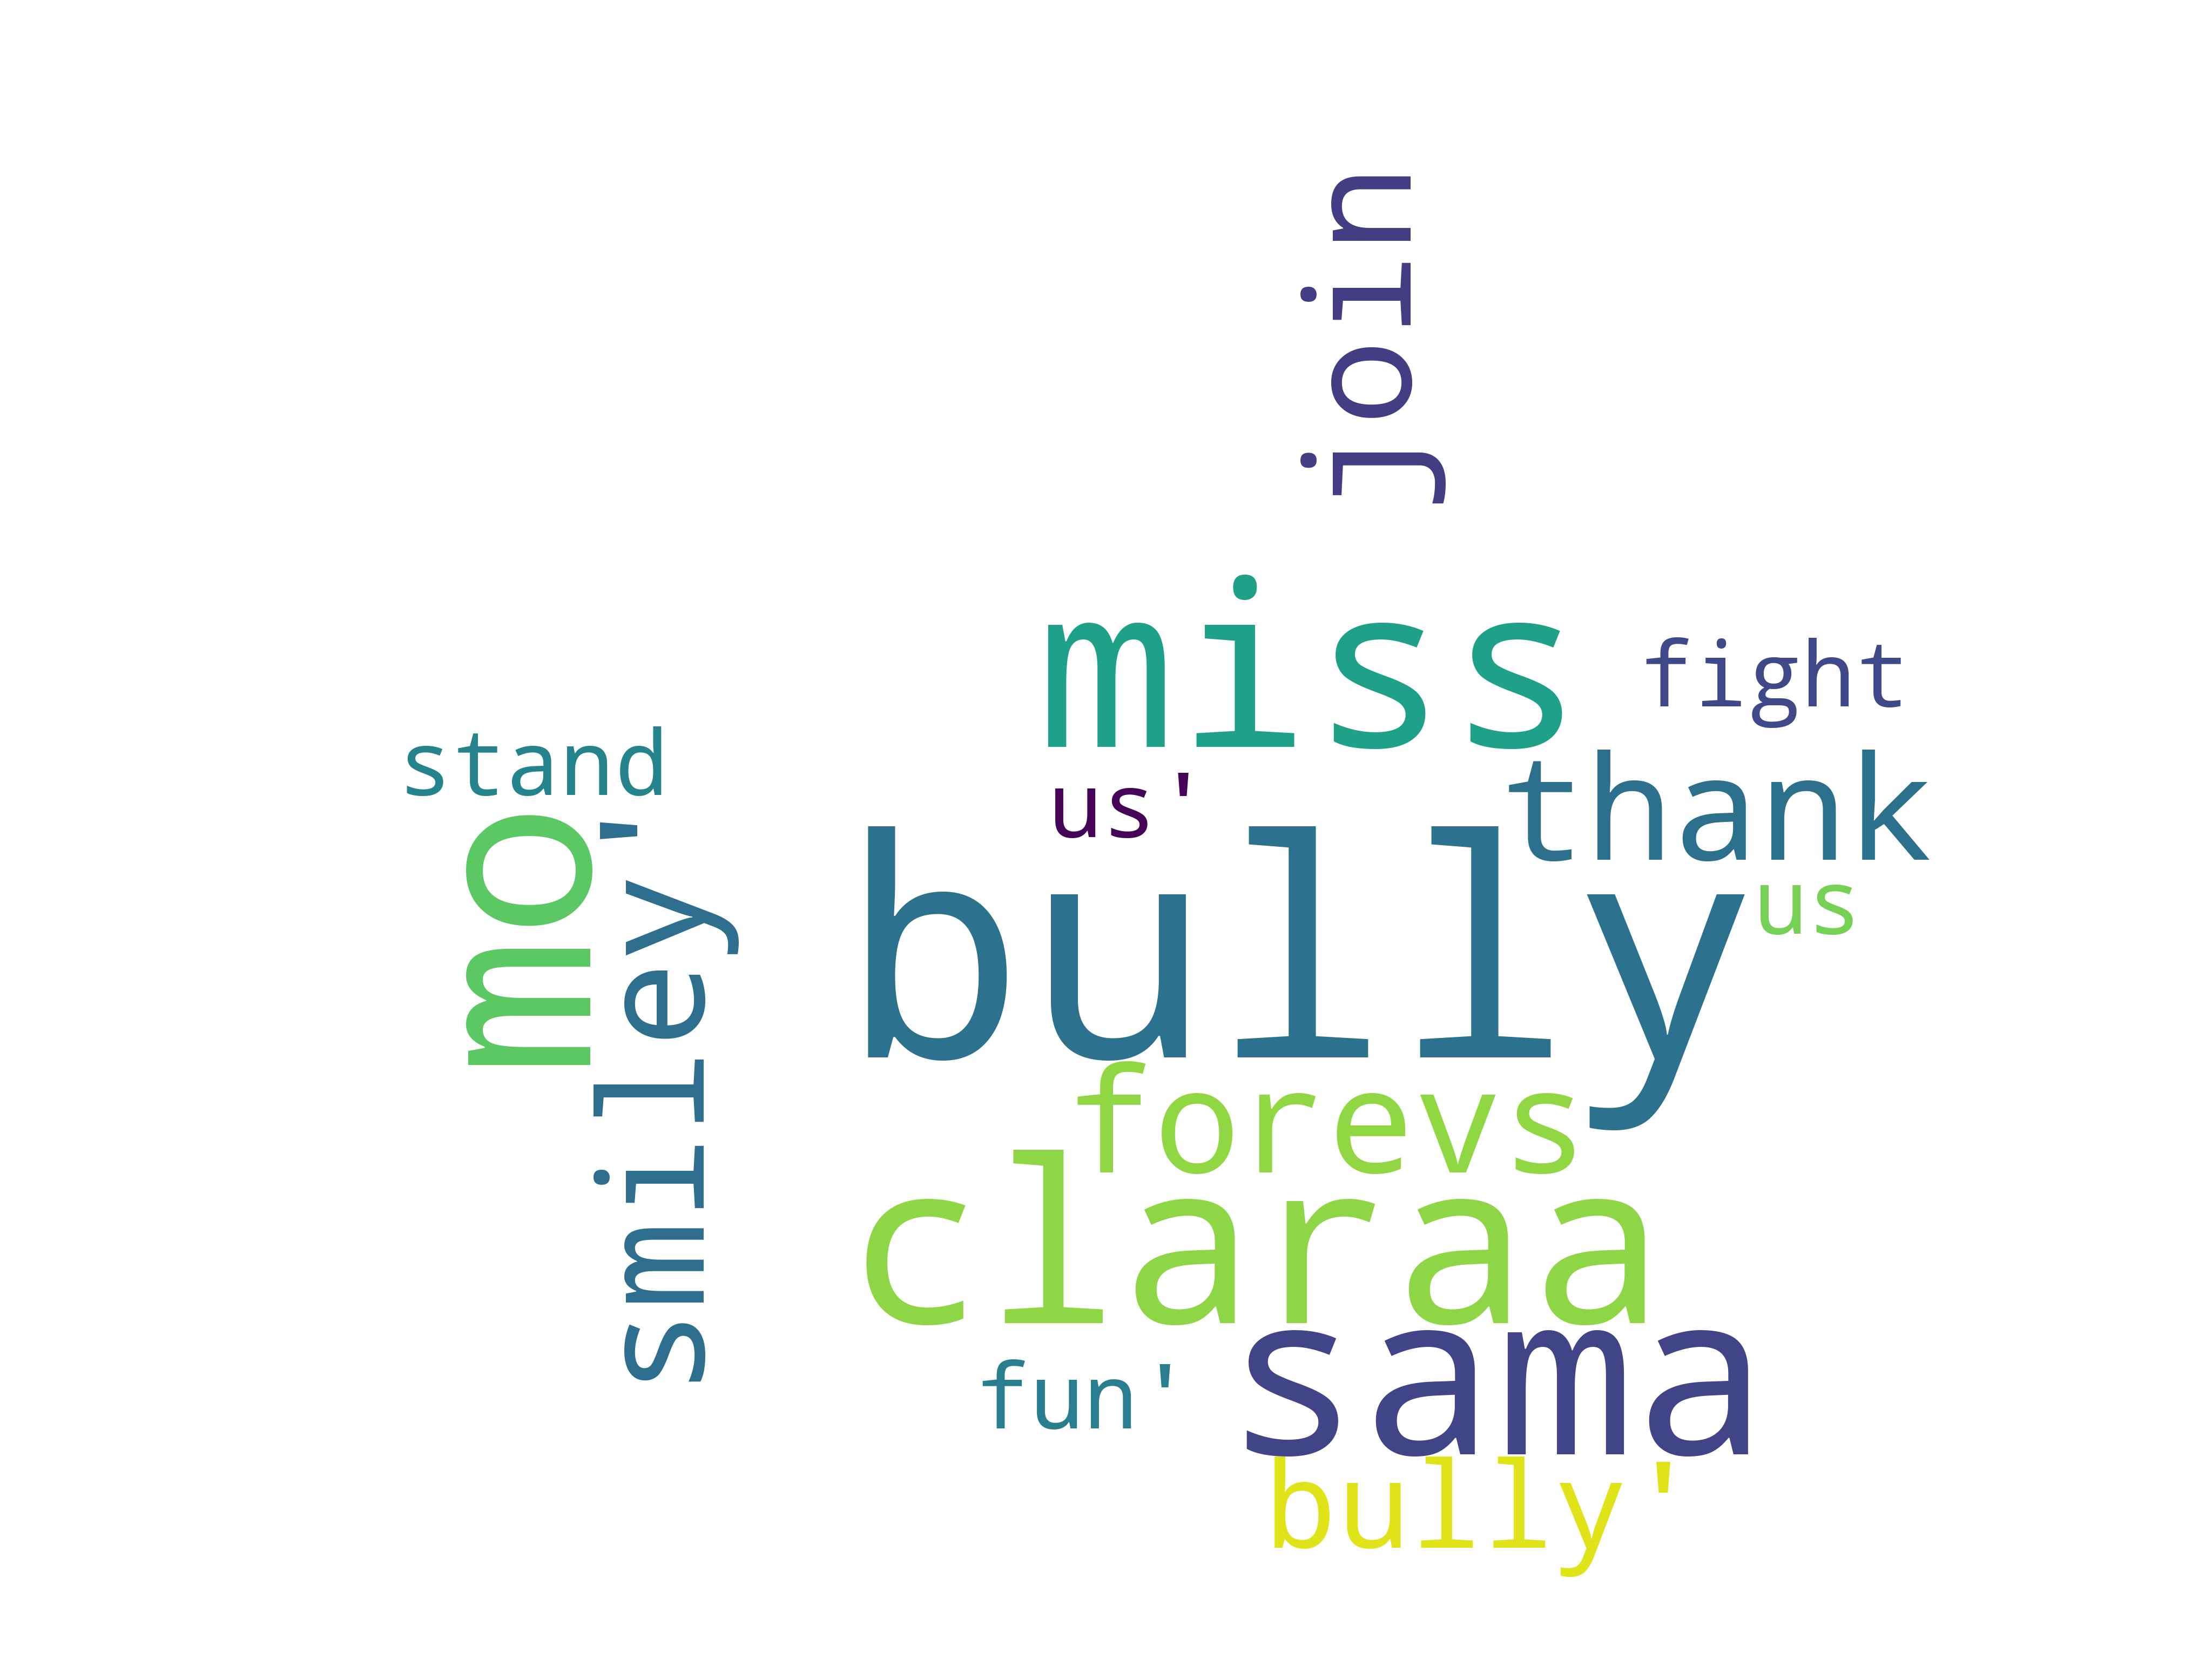 join
miss
fight
stand
thank
us'
mo
bully
smiley'
us
forevs
claraa
sama
fun'
bully'